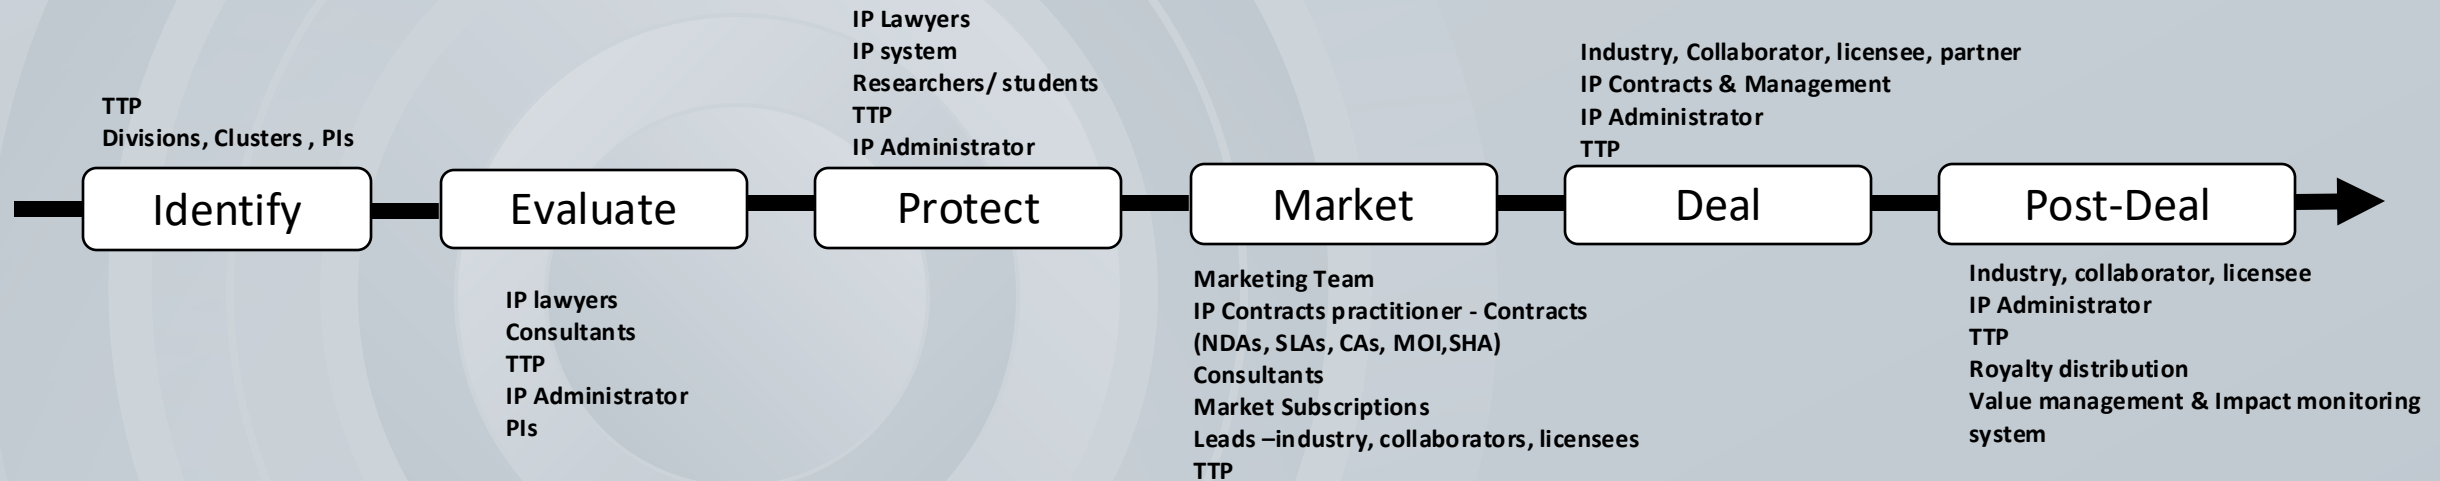 TTP
Divisions, Clusters , PIs
Identify
Evaluate
IP lawyers
Consultants
TTP
IP Administrator
PIs
IP Lawyers
IP system
Researchers/ students
TTP
IP Administrator
Protect
Market
Marketing Team
IP Contracts practitioner - Contracts
(NDAs, SLAs, CAs, MOI,SHA)
Consultants
Market Subscriptions
Leads –industry, collaborators, licensees
TTP
Industry, Collaborator, licensee, partner
IP Contracts & Management
IP Administrator
TTP
Deal
Post-Deal
Industry, collaborator, licensee
IP Administrator
TTP
Royalty distribution
Value management & Impact monitoring
system